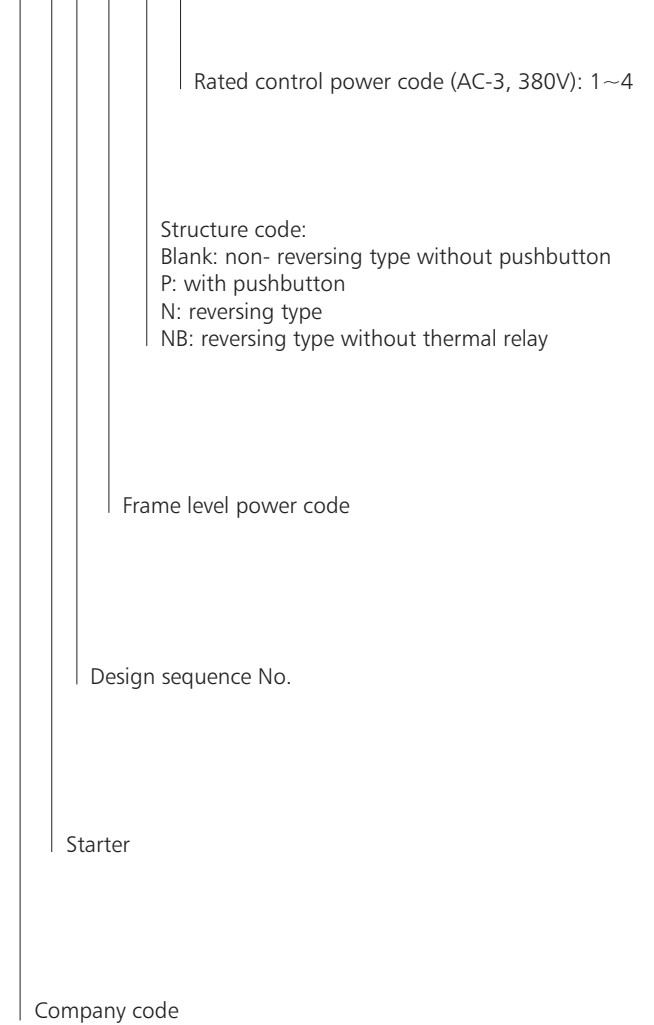 Rated control power code (AC-3, 380V): 1~4
Structure code:
Blank: non- reversing type without pushbutton
P: with pushbutton
N: reversing type
NB: reversing type without thermal relay
Frame level power code
Design sequence No.
Starter
Company code